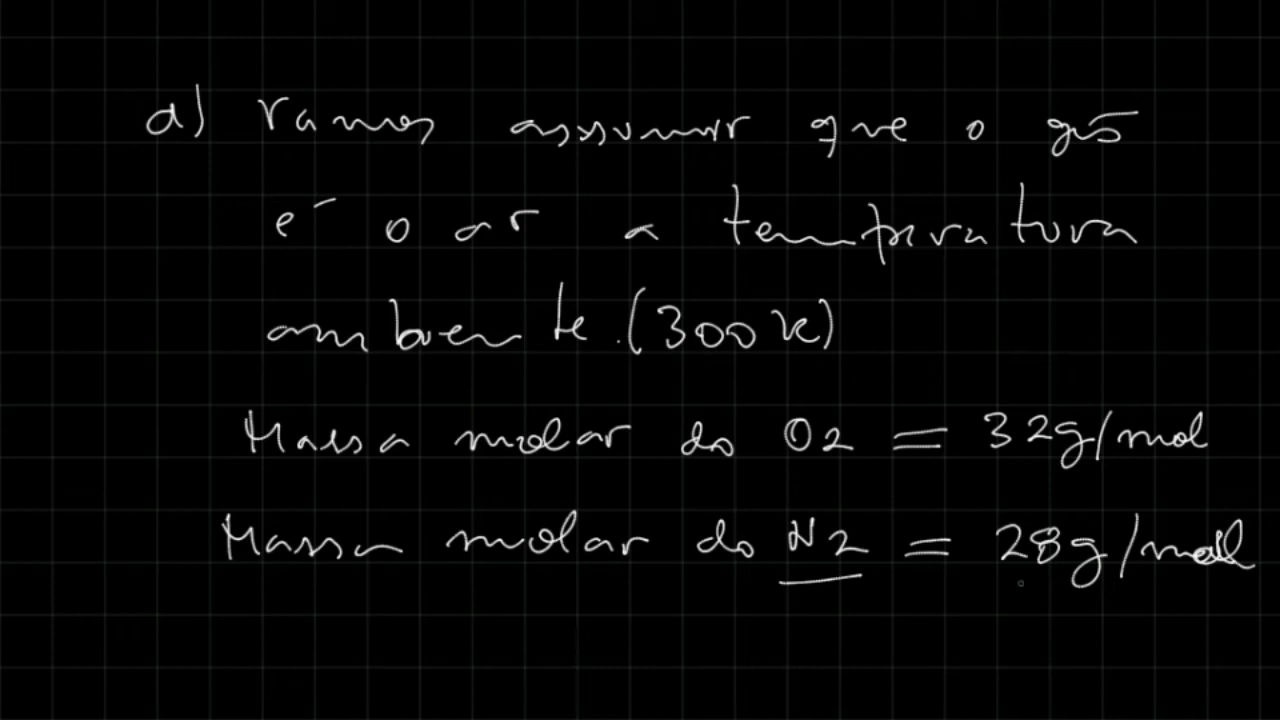 a) Vamos assumir que o gás
é o ar a temperatura
ambiente. (300K)
Massa molar do O2 = 32g/mol
Massa molar do N2 = 28g/mol